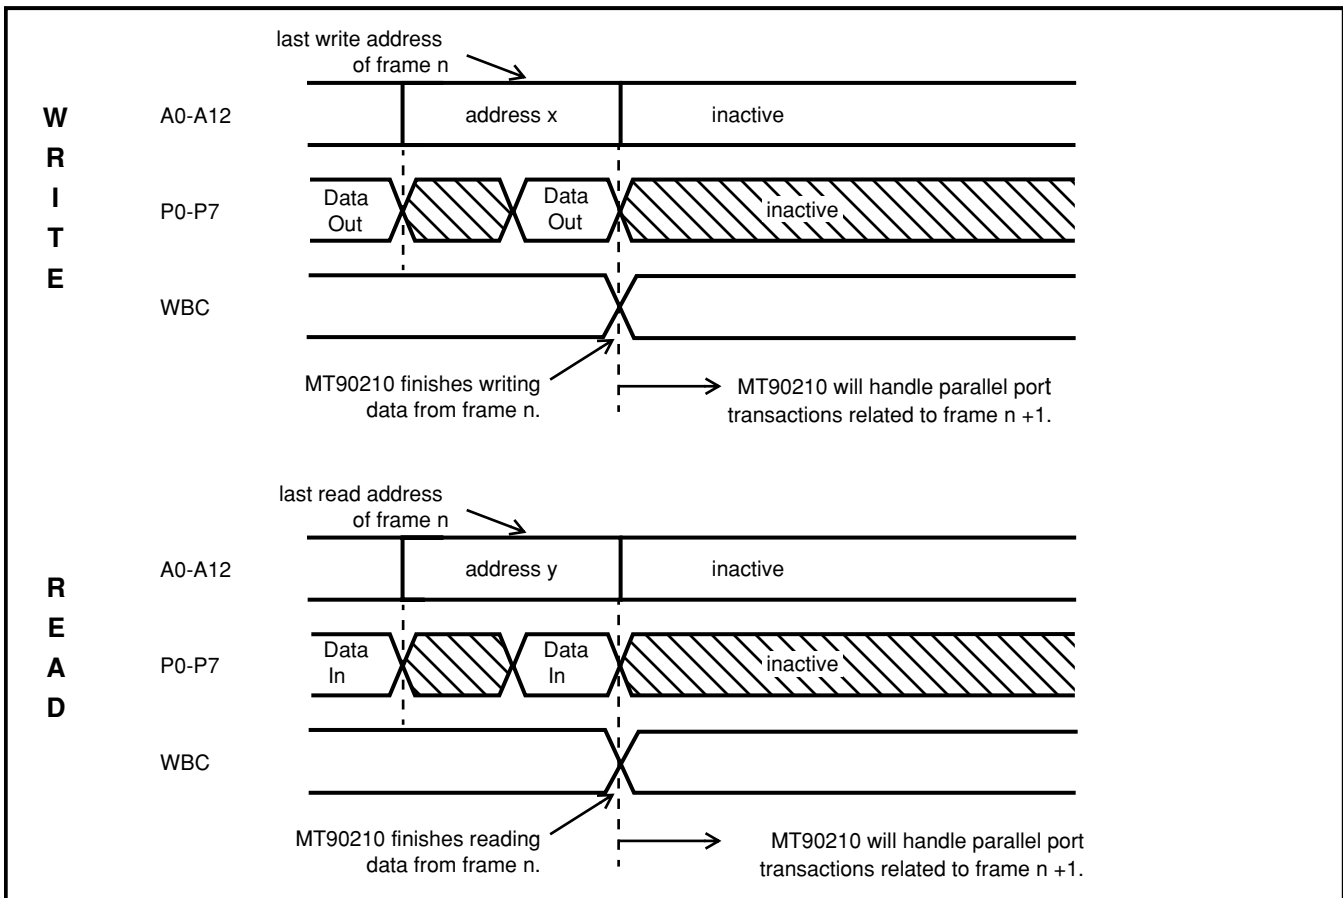 last write address
of frame n
WRITE
A0-A12
address x
inactive
P0-P7
Data
Out
Data
Out
inactive
WBC
MT90210 finishes writing
data from frame n.
MT90210 will handle parallel port
transactions related to frame n +1.
last read address
of frame n
READ
A0-A12
address y
inactive
P0-P7
Data
In
Data
In
inactive
WBC
MT90210 finishes reading
data from frame n.
MT90210 will handle parallel port
transactions related to frame n +1.